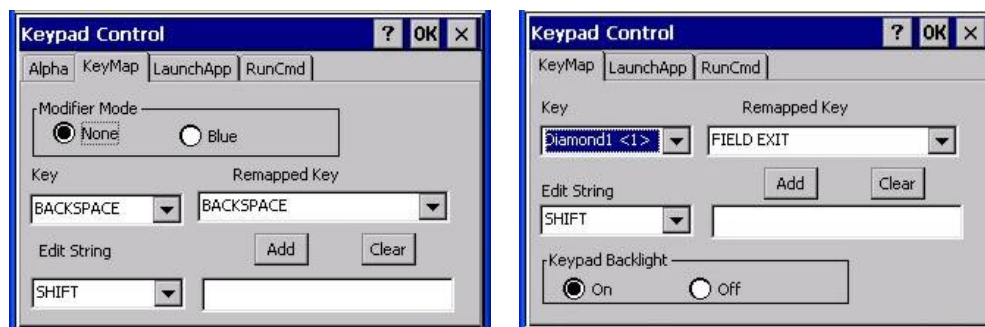 Keypad Control ? OK ×
Alpha KeyMap LaunchApp RunCmd
Modifier Mode
None Blue
Key Remapped Key
BACKSPACE BACKSPACE
Edit String Add Clear
SHIFT
Keypad Control ? OK ×
KeyMap LaunchApp RunCmd
Key Remapped Key
Diamond1 <1> FIELD EXIT
Edit String Add Clear
SHIFT
Keypad Backlight
On Off